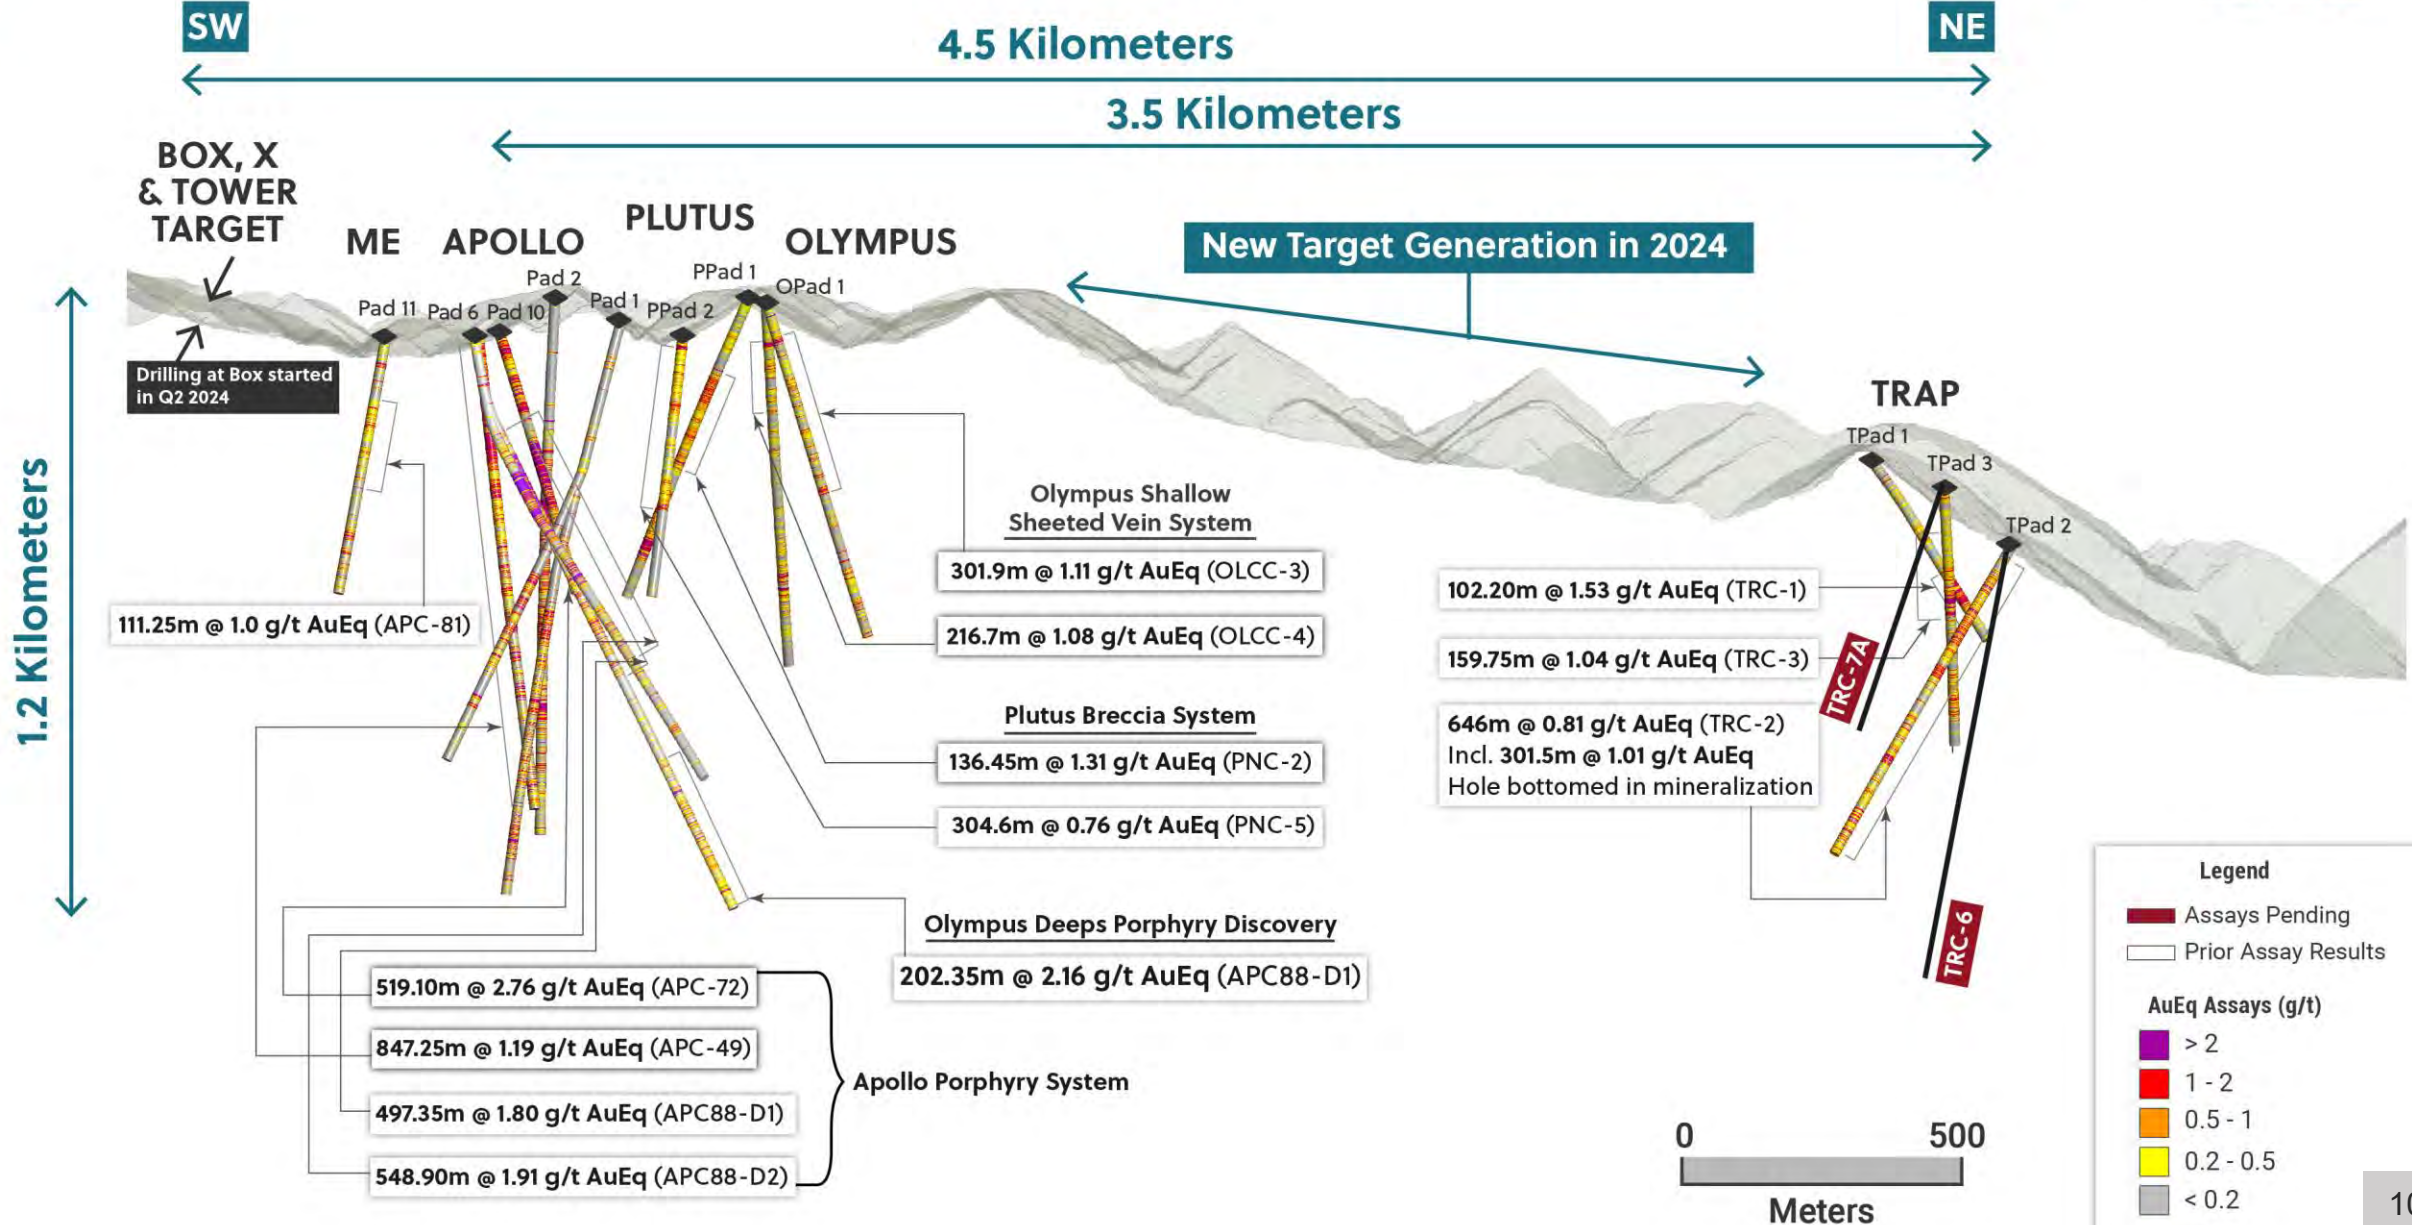 SW
NE
4.5 Kilometers
3.5 Kilometers
BOX, X
& TOWER
TARGET
ME
APOLLO
PLUTUS
OLYMPUS
New Target Generation in 2024
TRAP
Pad 11
Pad 6
Pad 10
Pad 2
Pad 1
PPad 2
PPad 1
OPad 1
TPad 1
TPad 3
TPad 2
Drilling at Box started
in Q2 2024
1.2 Kilometers
111.25m @ 1.0 g/t AuEq (APC-81)
Olympus Shallow
Sheeted Vein System
301.9m @ 1.11 g/t AuEq (OLCC-3)
216.7m @ 1.08 g/t AuEq (OLCC-4)
Plutus Breccia System
136.45m @ 1.31 g/t AuEq (PNC-2)
304.6m @ 0.76 g/t AuEq (PNC-5)
Olympus Deeps Porphyry Discovery
202.35m @ 2.16 g/t AuEq (APC88-D1)
519.10m @ 2.76 g/t AuEq (APC-72)
847.25m @ 1.19 g/t AuEq (APC-49)
497.35m @ 1.80 g/t AuEq (APC88-D1)
548.90m @ 1.91 g/t AuEq (APC88-D2)
Apollo Porphyry System
102.20m @ 1.53 g/t AuEq (TRC-1)
159.75m @ 1.04 g/t AuEq (TRC-3)
646m @ 0.81 g/t AuEq (TRC-2)
Incl. 301.5m @ 1.01 g/t AuEq
Hole bottomed in mineralization
TRC-7A
TRC-6
0 500
Meters
Legend
Assays Pending
Prior Assay Results
AuEq Assays (g/t)
> 2
1 - 2
0.5 - 1
0.2 - 0.5
< 0.2